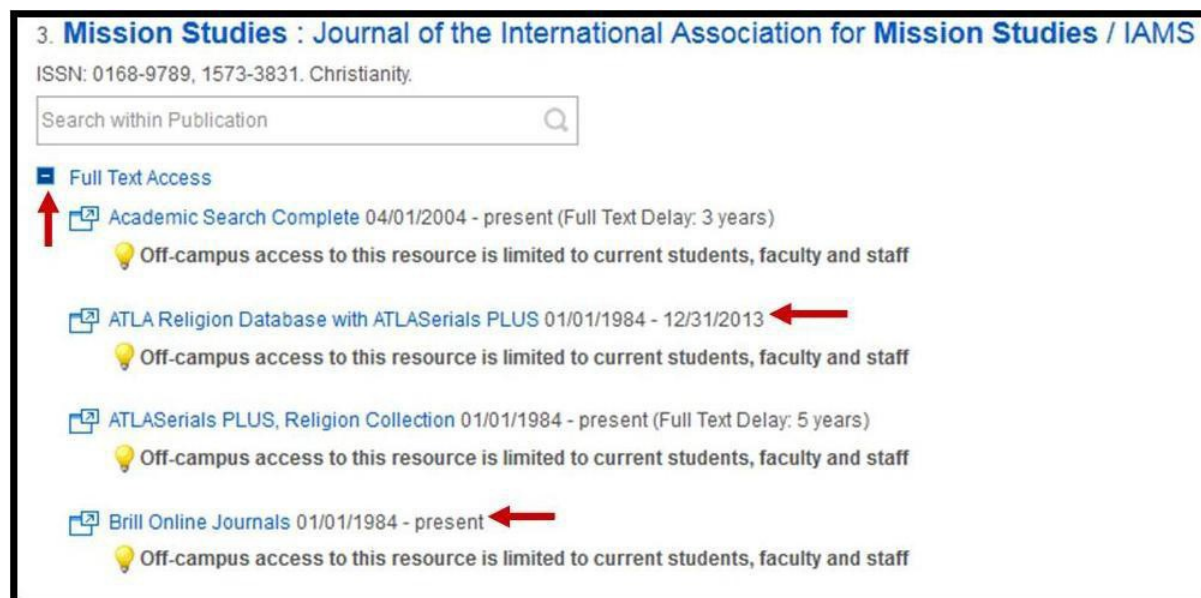 3. Mission Studies : Journal of the International Association for Mission Studies / IAMS
ISSN: 0168-9789, 1573-3831. Christianity.
Search within Publication
Full Text Access
Academic Search Complete 04/01/2004 - present (Full Text Delay: 3 years)
Off-campus access to this resource is limited to current students, faculty and staff
ATLA Religion Database with ATLASerials PLUS 01/01/1984 - 12/31/2013
Off-campus access to this resource is limited to current students, faculty and staff
ATLASerials PLUS, Religion Collection 01/01/1984 - present (Full Text Delay: 5 years)
Off-campus access to this resource is limited to current students, faculty and staff
Brill Online Journals 01/01/1984 - present
Off-campus access to this resource is limited to current students, faculty and staff